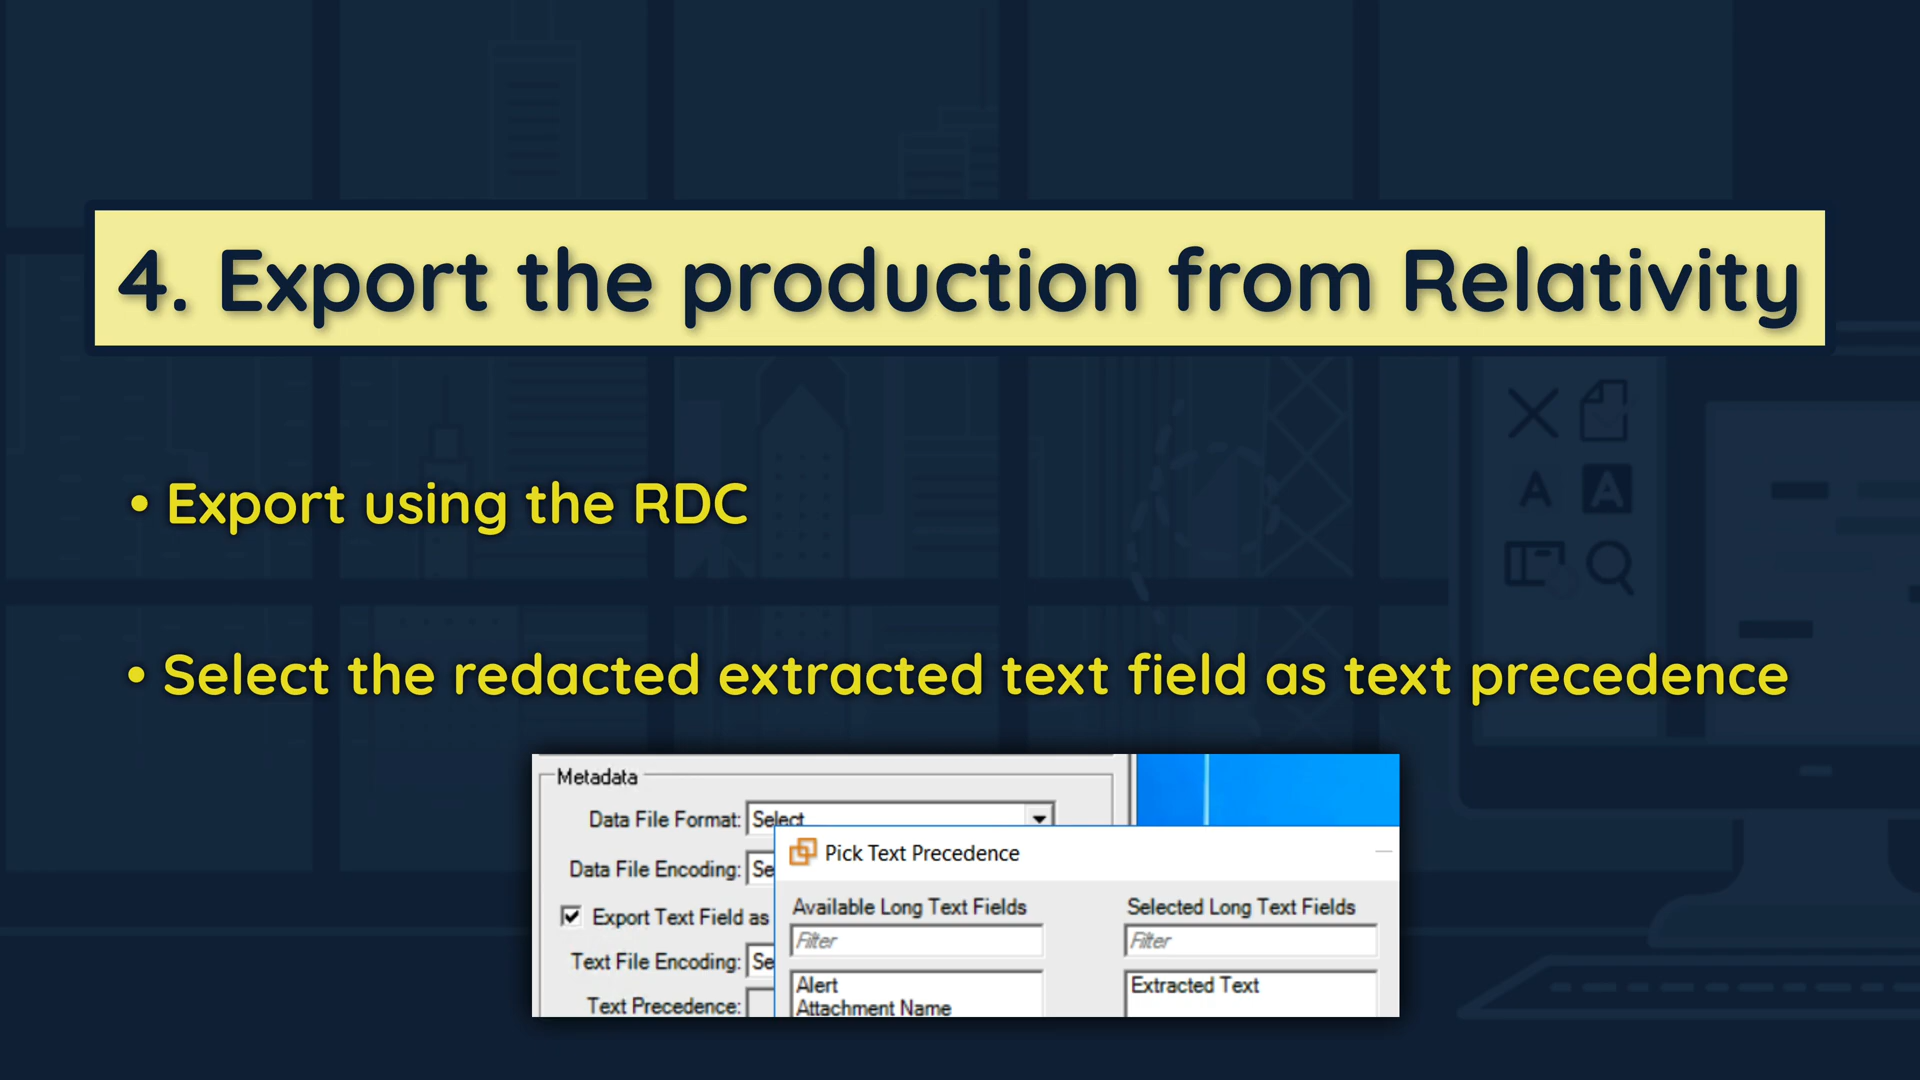 4. Export the production from Relativity
• Export using the RDC
• Select the redacted extracted text field as text precedence
Metadata
Data File Format: Select
Pick Text Precedence
Data File Encoding: Se
Available Long Text Fields Selected Long Text Fields
Export Text Field as
Filter Filter
Text File Encoding: Se
Alert Extracted Text
Text Precedence: Attachment Name